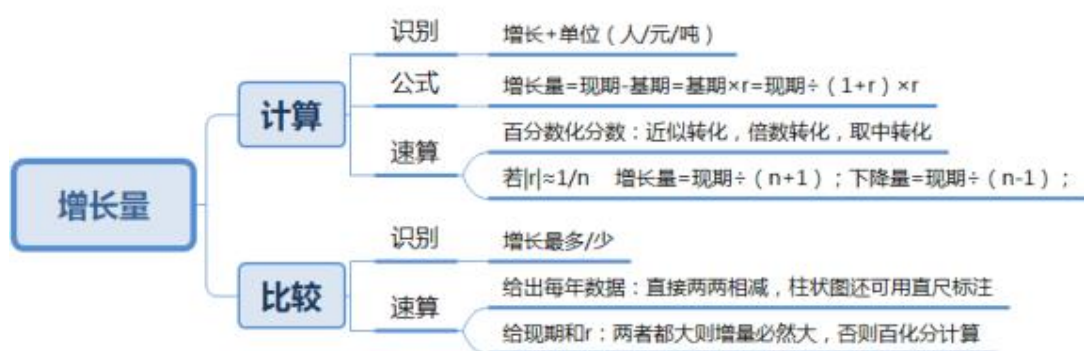 增长量
计算
识别
增长+单位（人/元/吨）
公式
增长量=现期-基期=基期×r=现期÷（1+r）×r
速算
百分数化分数：近似转化，倍数转化，取中转化
若|r|≈1/n 增长量=现期÷（n+1）；下降量=现期÷（n-1）；
比较
识别
增长最多/少
速算
给出每年数据：直接两两相减，柱状图还可用直尺标注
给现期和r：两者都大则增量必然大，否则百化分计算